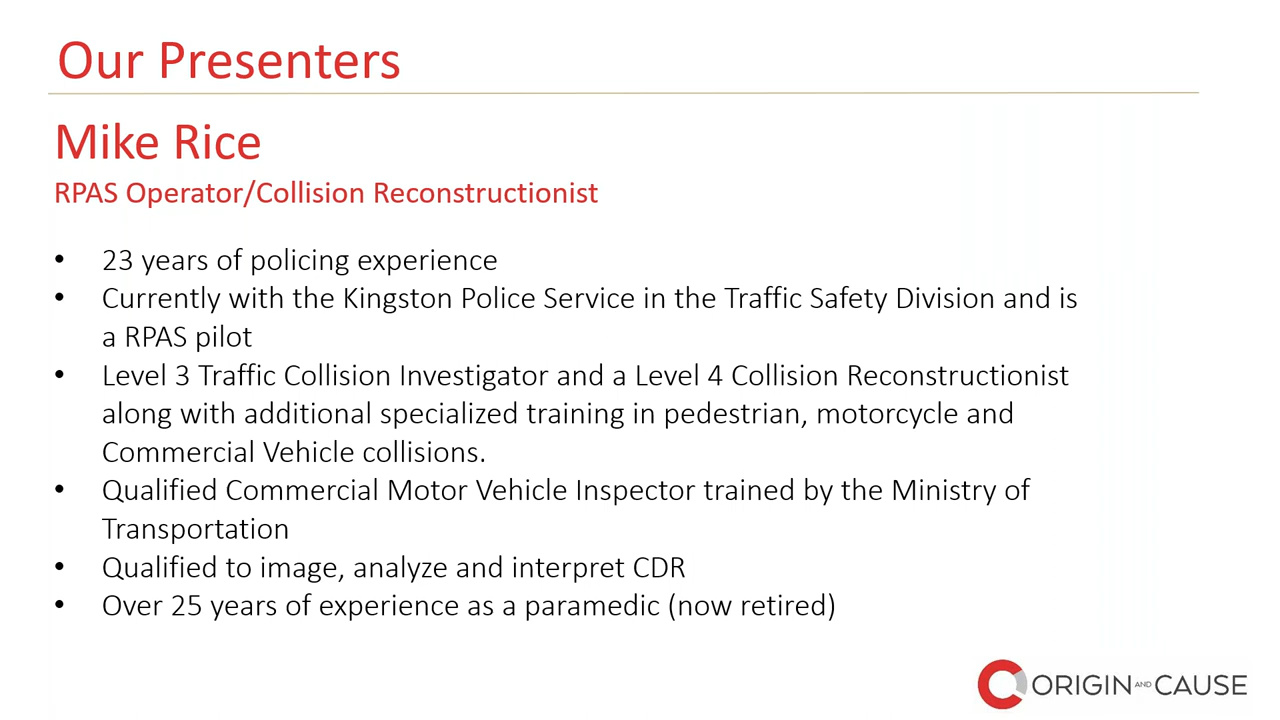 Our Presenters
Mike Rice
RPAS Operator/Collision Reconstructionist
• 23 years of policing experience
• Currently with the Kingston Police Service in the Traffic Safety Division and is
a RPAS pilot
• Level 3 Traffic Collision Investigator and a Level 4 Collision Reconstructionist
along with additional specialized training in pedestrian, motorcycle and
Commercial Vehicle collisions.
• Qualified Commercial Motor Vehicle Inspector trained by the Ministry of
Transportation
• Qualified to image, analyze and interpret CDR
• Over 25 years of experience as a paramedic (now retired)
ORIGIN AND CAUSE